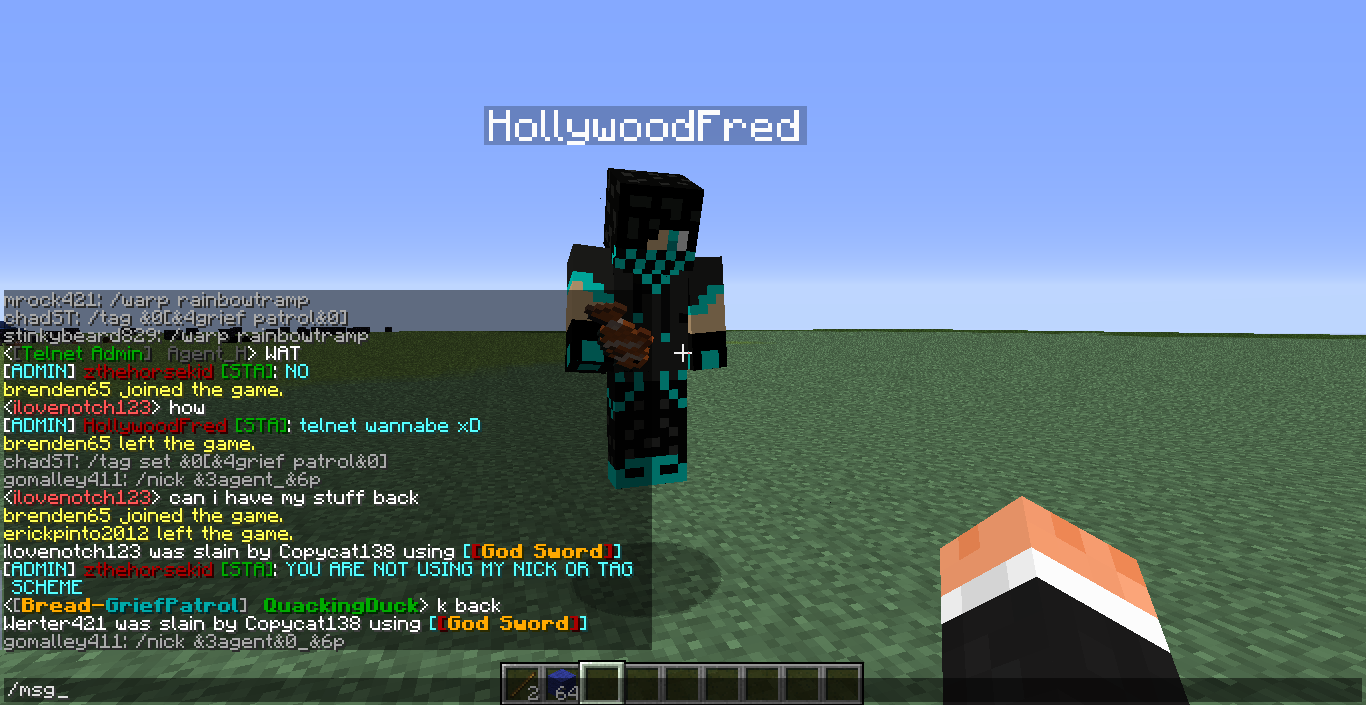 HollywoodFred
mrock421: /warp rainbowtramp
chad5T: /tag &0[&4grief patrol&0]
stinkybeard829: /warp rainbowtramp
<[Telnet Admin] Agent_H> WAT
[ADMIN] zthehorsekid [STA]: NO
brenden65 joined the game.
<ilovenotch123> how
[ADMIN] HollywoodFred [STA]: telnet wannabe xD
brenden65 left the game.
chad5T: /tag set &0[&4grief patrol&0]
gomalley411: /nick &3agent_&6p
<ilovenotch123> can i have my stuff back
brenden65 joined the game.
erickpinto2012 left the game.
ilovenotch123 was slain by Copycat138 using [[God Sword]]
[ADMIN] zthehorsekid [STA]: YOU ARE NOT USING MY NICK OR TAG
SCHEME
<[Bread-GriefPatrol] QuackingDuck> k back
Werter421 was slain by Copycat138 using [[God Sword]]
gomalley411: /nick &3agent&0_&6p
2 64
/msg_